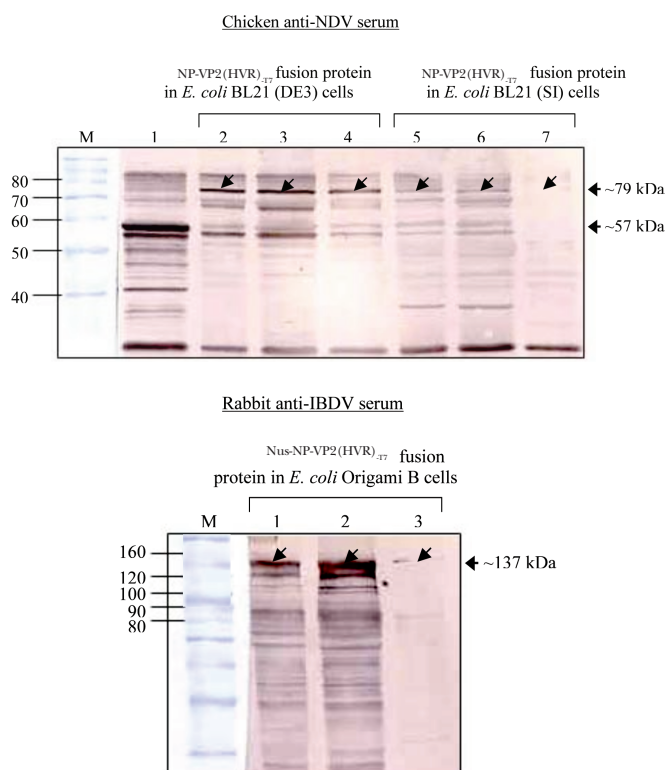 Chicken anti-NDV serum
NP-VP2(HVR)-T7 fusion protein
in E. coli BL21 (DE3) cells
NP-VP2(HVR)-T7 fusion protein
in E. coli BL21 (SI) cells
M 1 2 3 4 5 6 7
80
70
60
50
40
~79 kDa
~57 kDa
Rabbit anti-IBDV serum
Nus-NP-VP2(HVR)-T7 fusion
protein in E. coli Origami B cells
M 1 2 3
160
120
100
90
80
~137 kDa